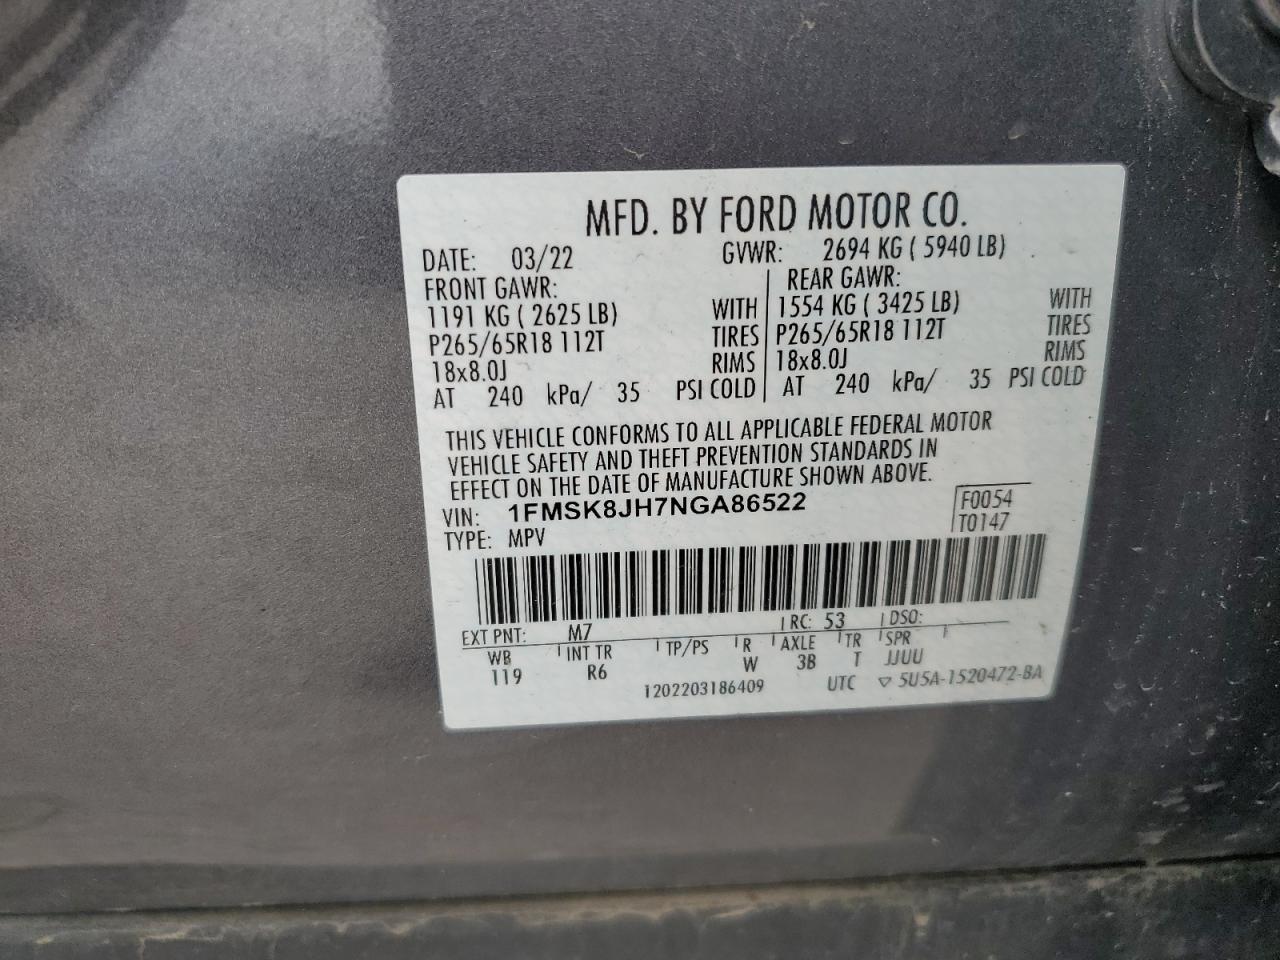 MFD. BY FORD MOTOR CO.
DATE: 03/22 GVWR: 2694 KG ( 5940 LB)
FRONT GAWR: REAR GAWR:
1191 KG ( 2625 LB) WITH 1554 KG ( 3425 LB) WITH
P265/65R18 112T TIRES P265/65R18 112T TIRES
18x8.0J RIMS 18x8.0J RIMS
AT 240 kPa/ 35 PSI COLD AT 240 kPa/ 35 PSI COLD
THIS VEHICLE CONFORMS TO ALL APPLICABLE FEDERAL MOTOR
VEHICLE SAFETY AND THEFT PREVENTION STANDARDS IN
EFFECT ON THE DATE OF MANUFACTURE SHOWN ABOVE.
VIN: 1FMSK8JH7NGA86522 F0054
TYPE: MPV T0147
EXT PNT: M7 RC: 53 DSO:
WB INT TR TP/PS R AXLE TR SPR
119 R6 W 3B T JJUU
1202203186409 UTC ▽ 5U5A-1520472-BA